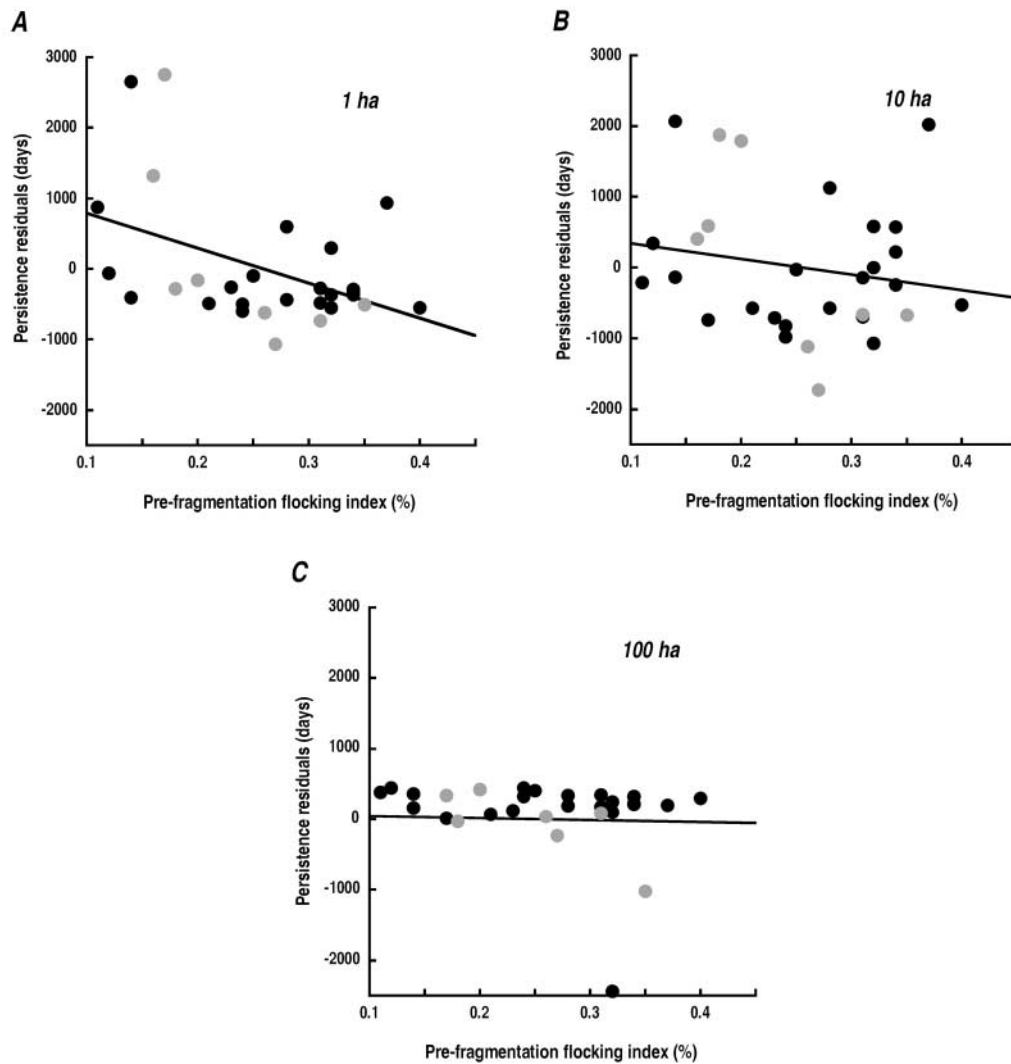 A
3000
2000
1000
0
-1000
-2000
Persistence residuals (days)
1 ha
0.1 0.2 0.3 0.4
Pre-fragmentation flocking index (%)
B
3000
2000
1000
0
-1000
-2000
Persistence residuals (days)
10 ha
0.1 0.2 0.3 0.4
Pre-fragmentation flocking index (%)
C
3000
2000
1000
0
-1000
-2000
Persistence residuals (days)
100 ha
0.1 0.2 0.3 0.4
Pre-fragmentation flocking index (%)